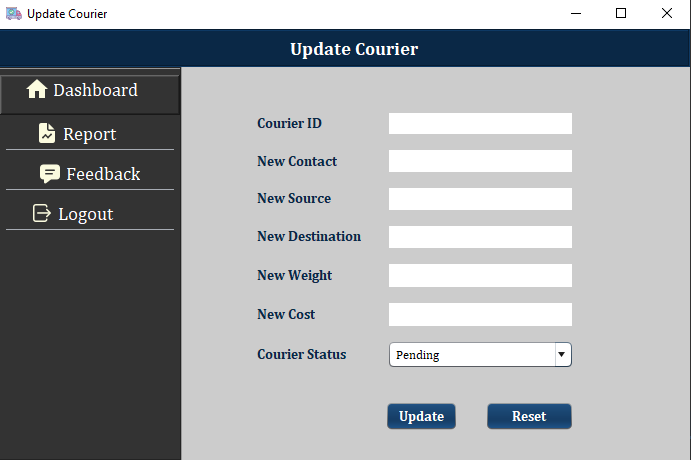 Update Courier
Update Courier
Dashboard
Report
Feedback
Logout
Courier ID
New Contact
New Source
New Destination
New Weight
New Cost
Courier Status
Pending
Update
Reset